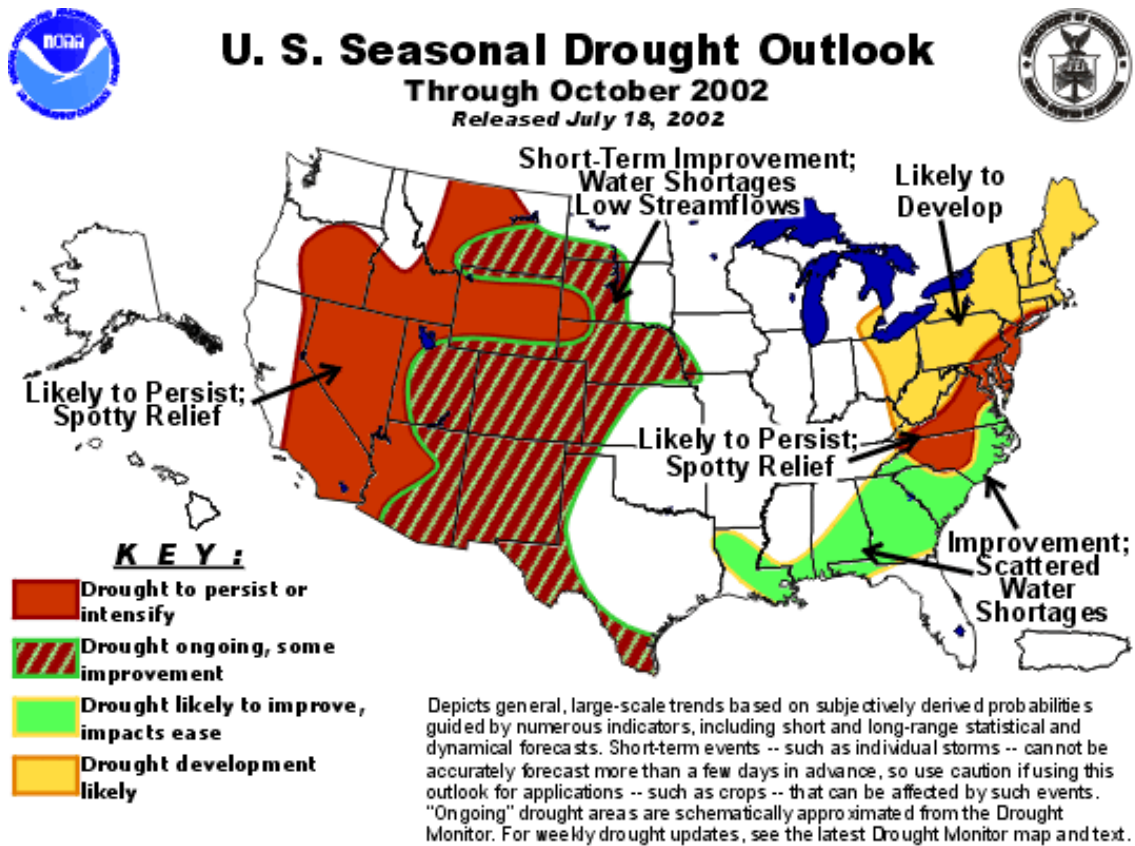 NOAA
U. S. Seasonal Drought Outlook
Through October 2002
Released July 18, 2002
Short-Term Improvement;
Water Shortages
Low Streamflows
Likely to
Develop
Likely to Persist;
Spotty Relief
Likely to Persist;
Spotty Relief
Improvement;
Scattered
Water
Shortages
K E Y :
Drought to persist or
intensify
Drought ongoing, some
improvement
Drought likely to improve,
impacts ease
Drought development
likely
Depicts general, large-scale trends based on subjectively derived probabilities
guided by numerous indicators, including short and long-range statistical and
dynamical forecasts. Short-term events -- such as individual storms -- cannot be
accurately forecast more than a few days in advance, so use caution if using this
outlook for applications -- such as crops -- that can be affected by such events.
"Ongoing" drought areas are schematically approximated from the Drought
Monitor. For weekly drought updates, see the latest Drought Monitor map and text.